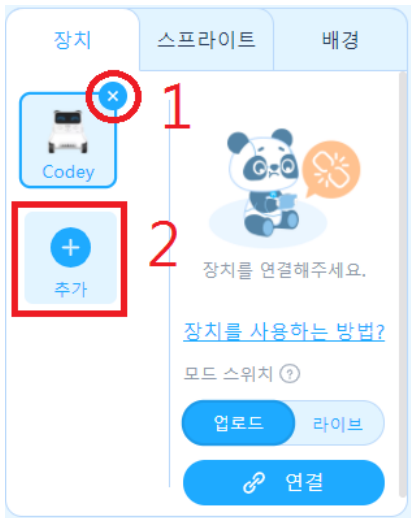 장치 스프라이트 배경
1
Codey
2
추가
장치를 연결해주세요.
장치를 사용하는 방법?
모드 스위치 ?
업로드 라이브
연결